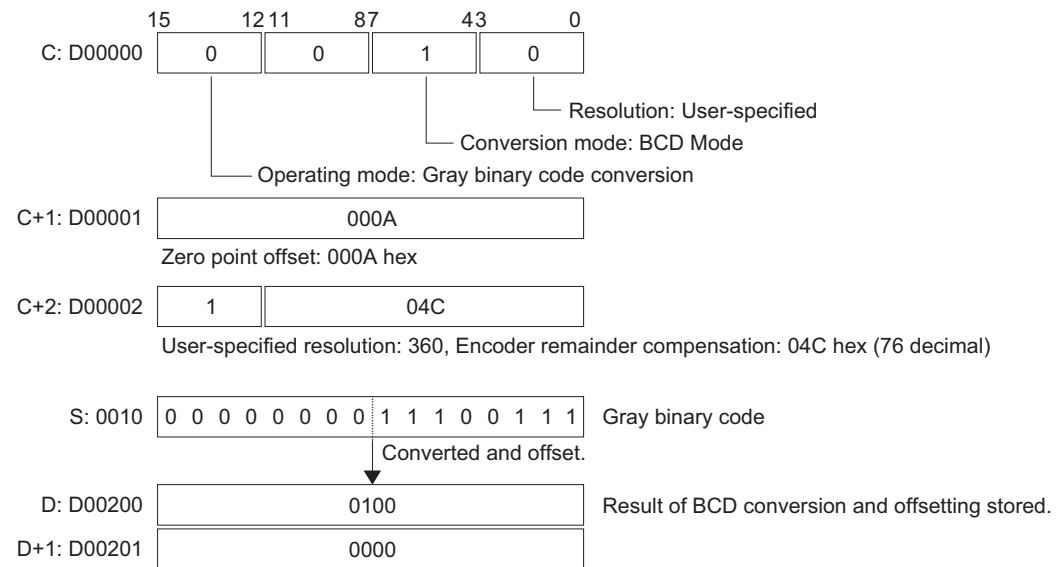 15 12 11 87 43 0
C: D00000 0 0 1 0
Resolution: User-specified
Conversion mode: BCD Mode
Operating mode: Gray binary code conversion
C+1: D00001 000A
Zero point offset: 000A hex
C+2: D00002 1 04C
User-specified resolution: 360, Encoder remainder compensation: 04C hex (76 decimal)
S: 0010 0 0 0 0 0 0 0 0 1 1 1 0 0 1 1 1 Gray binary code
Converted and offset.
D: D00200 0100 Result of BCD conversion and offsetting stored.
D+1: D00201 0000